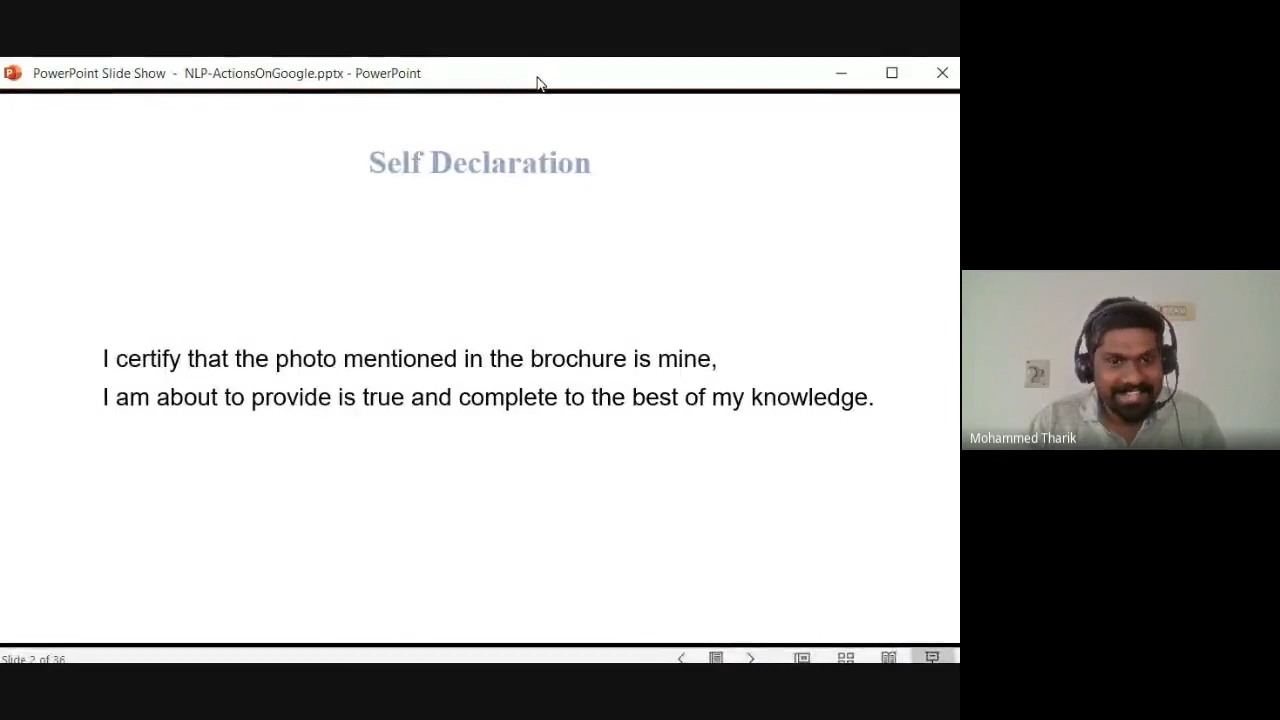 PowerPoint Slide Show - NLP-ActionsOnGoogle.pptx - PowerPoint
Self Declaration
I certify that the photo mentioned in the brochure is mine,
I am about to provide is true and complete to the best of my knowledge.
Mohammed Tharik
Slide 2 of 36